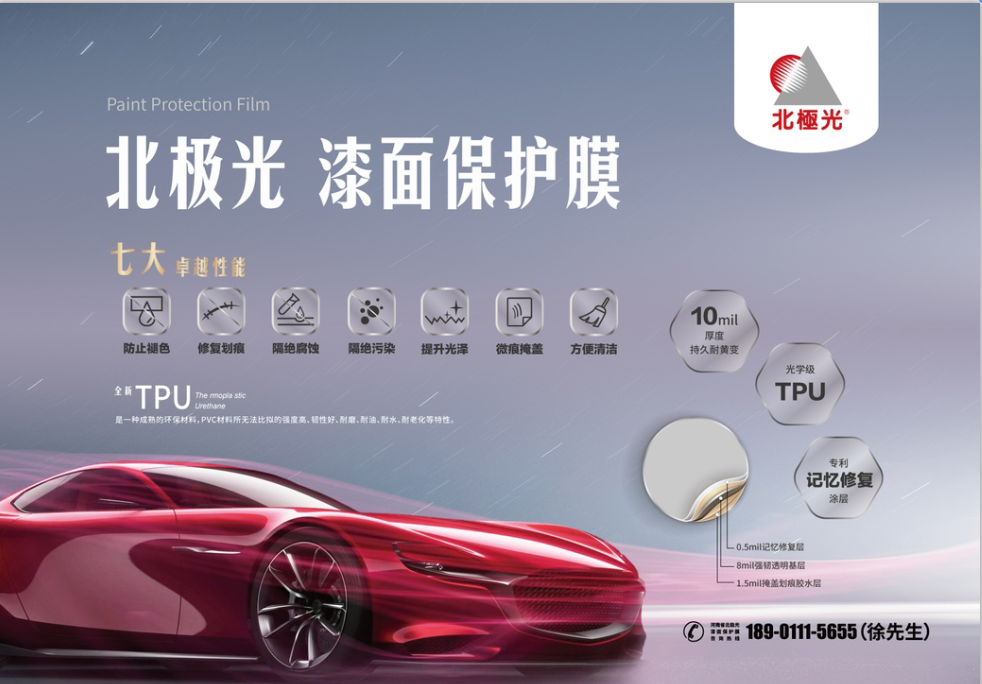 北極光®
Paint Protection Film
北极光 漆面保护膜
七大 卓越性能
防止褪色
修复划痕
隔绝腐蚀
隔绝污染
提升光泽
微痕掩盖
方便清洁
10mil
厚度
持久耐黄变
光学级
TPU
专利
记忆修复
涂层
全新 TPU The rmopla stic
Urethane
是一种成熟的环保材料,PVC材料所无法比拟的强度高、韧性好、耐磨、耐油、耐水、耐老化等特性。
0.5mil记忆修复层
8mil强韧透明基层
1.5mil掩盖划痕胶水层
漆面保护膜
189-0111-5655(徐先生)